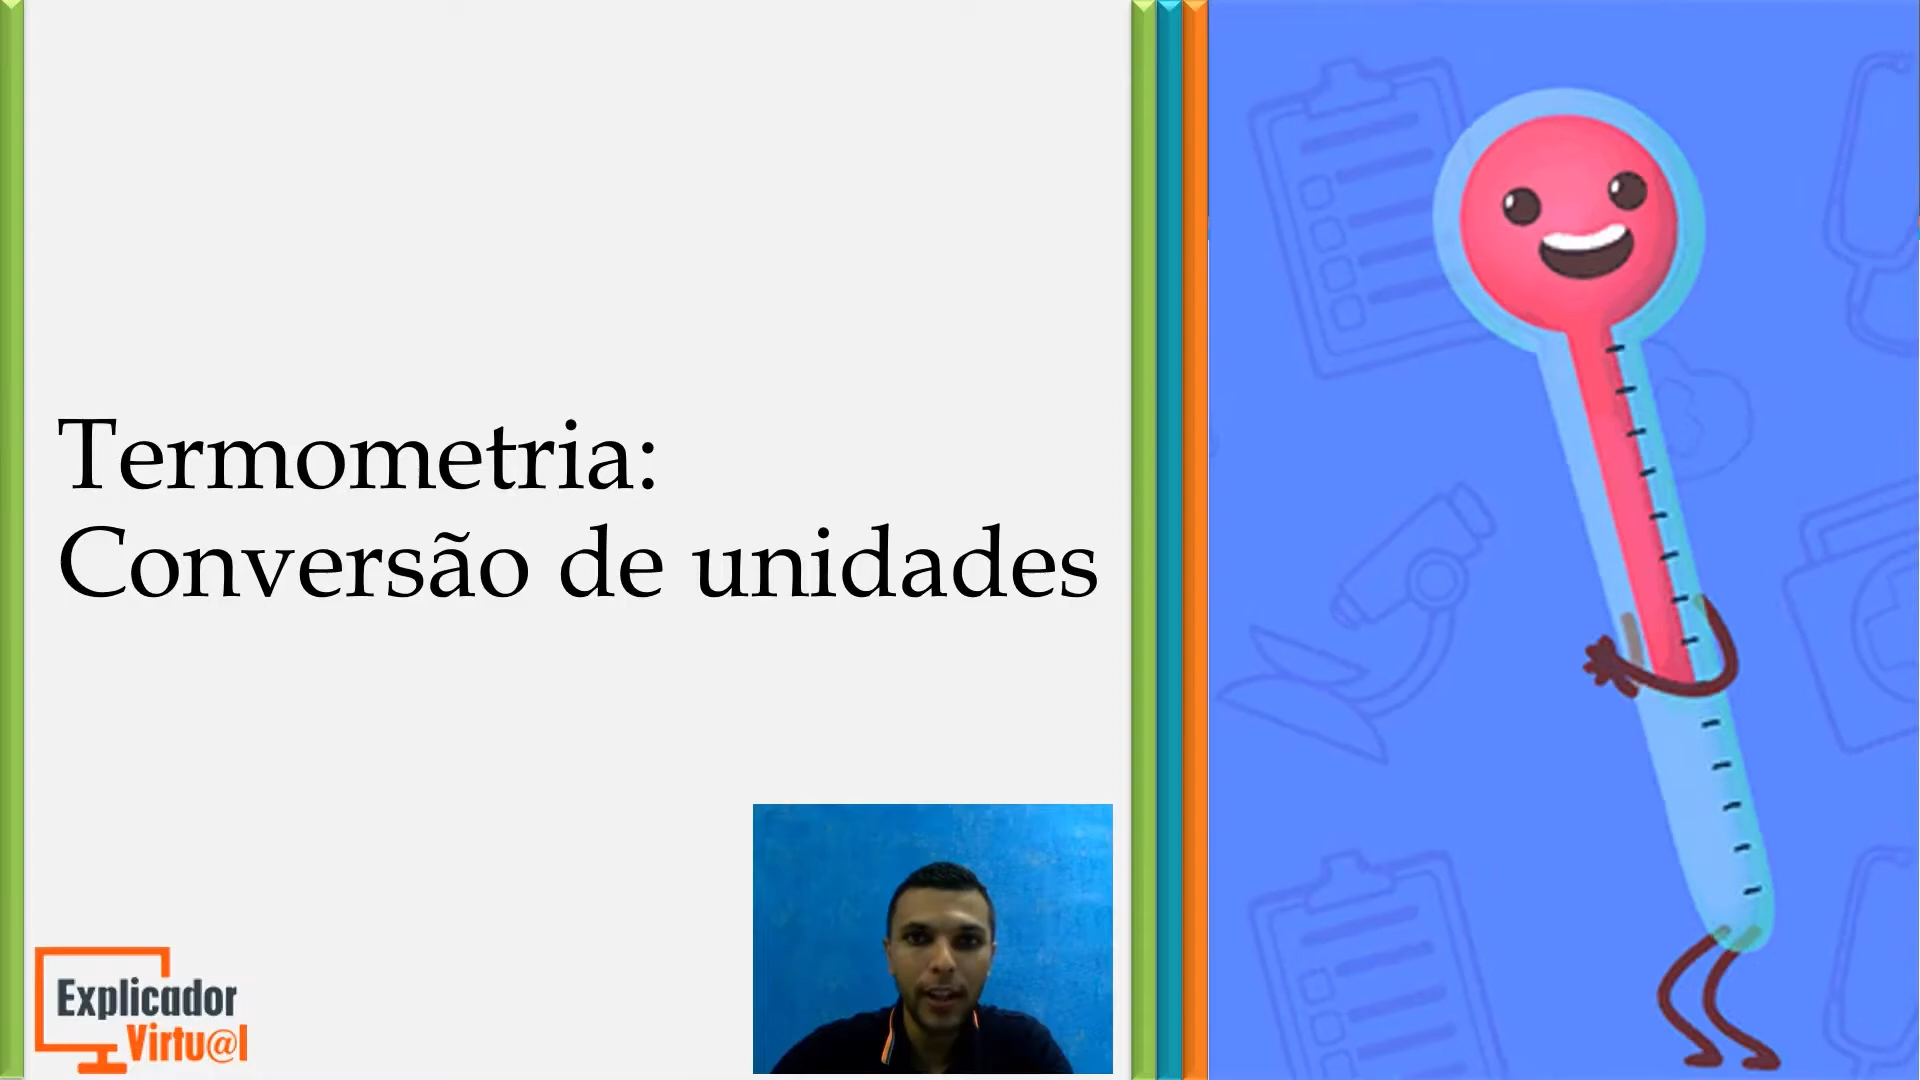 Termometria:
Conversão de unidades
Explicador
Virtu@l